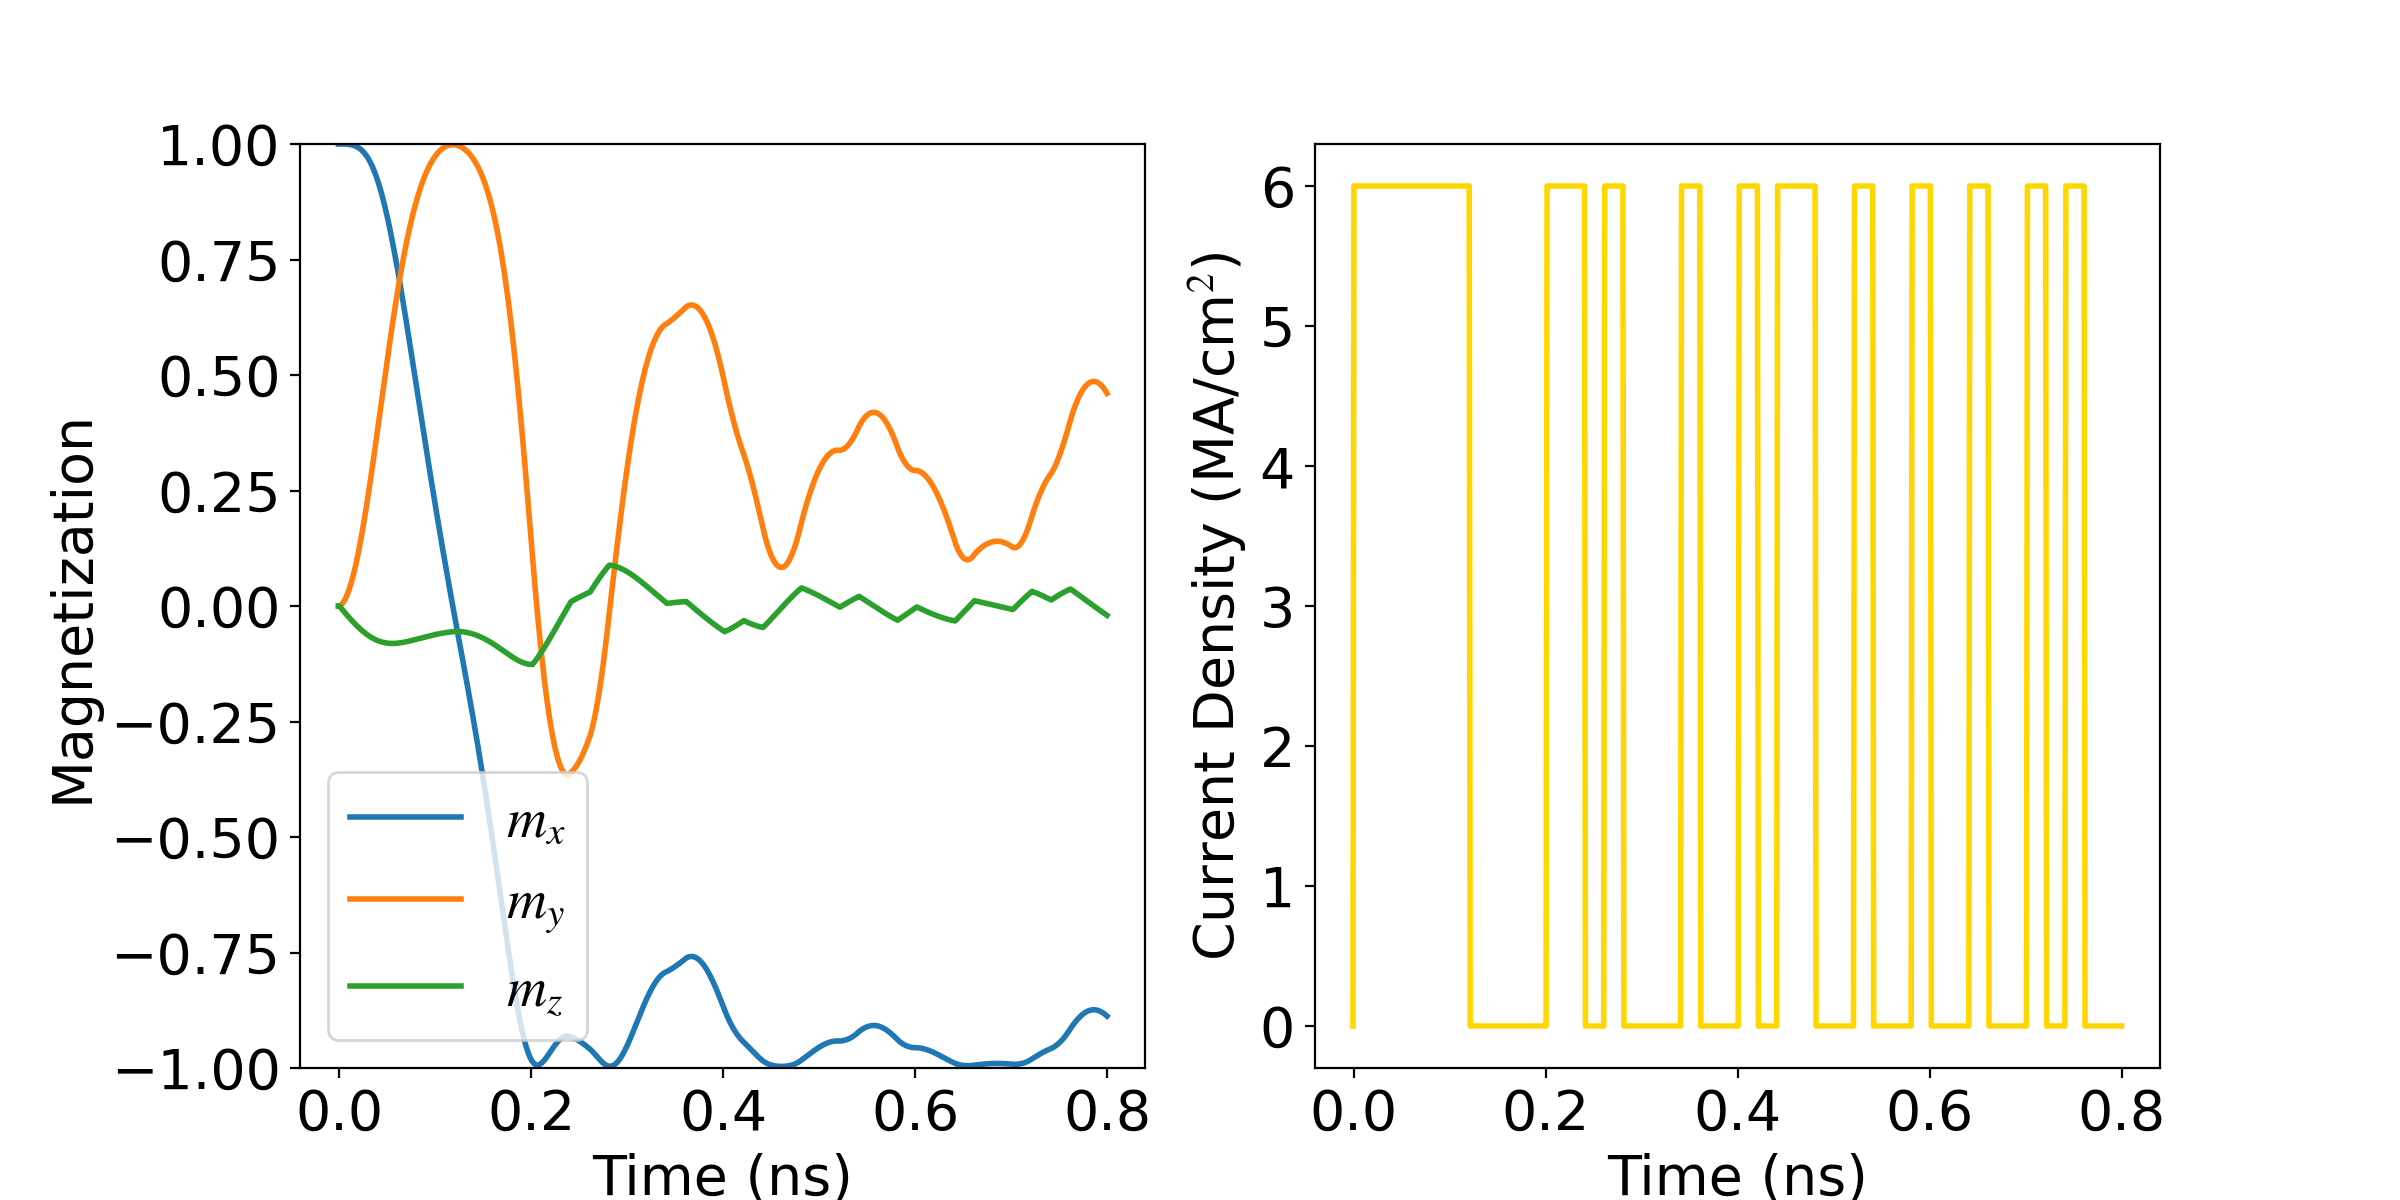 1.00
0.75
0.50
0.25
0.00
−0.25
−0.50
−0.75
−1.00
Magnetization
m_x
m_y
m_z
0.0 0.2 0.4 0.6 0.8
Time (ns)
6
5
4
3
2
1
0
Current Density (MA/cm²)
0.0 0.2 0.4 0.6 0.8
Time (ns)